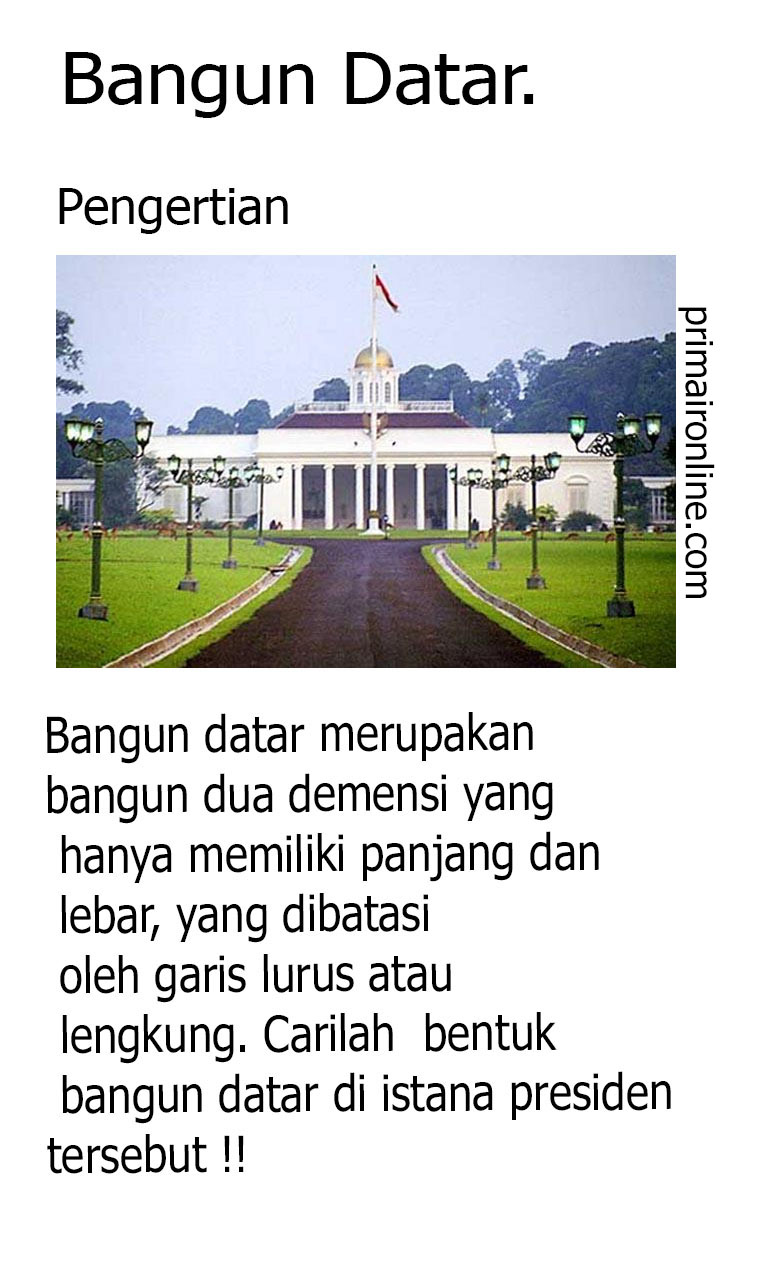 Bangun Datar.
Pengertian
primaironline.com
Bangun datar merupakan
bangun dua demensi yang
hanya memiliki panjang dan
lebar, yang dibatasi
oleh garis lurus atau
lengkung. Carilah  bentuk
bangun datar di istana presiden
tersebut !!